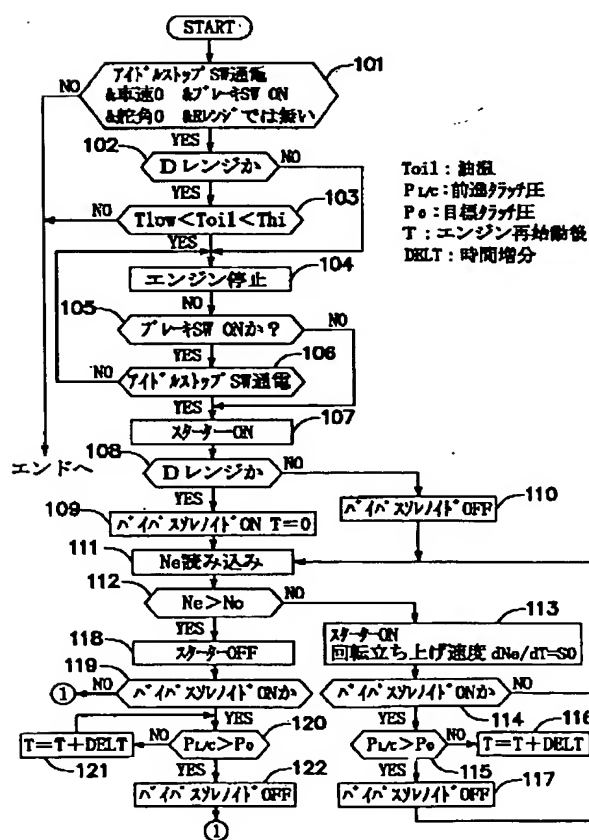 START
アイドルストップSW通電
&車速0 &ブレーキSW ON
&舵角0 &Rレンジでは無い
101
NO
YES
102
Dレンジか
NO
YES
103
NO
Tlow<Toil<Thi
YES
104
エンジン停止
NO
105
ブレーキSW ONか?
NO
YES
106
NO
アイドルストップSW通電
YES
107
スターターON
エンドへ
108
Dレンジか
NO
YES
109
バイパスソレノイドON T=0
110
バイパスソレノイドOFF
111
Ne読み込み
112
Ne>No
NO
YES
113
スターターON
回転立ち上げ速度 dNe/dT=S0
118
スターターOFF
119
NO
①
バイパスソレノイドONか
YES
バイパスソレノイドONか
114
YES
116
120
PL/C>Po
NO
T=T+DELT
121
YES
PL/C>Po
NO
T=T+DELT
115
YES
122
バイパスソレノイドOFF
117
バイパスソレノイドOFF
①
Toil:油温
PL/C:前進クラッチ圧
Po:目標クラッチ圧
T:エンジン再始動後
DELT:時間増分